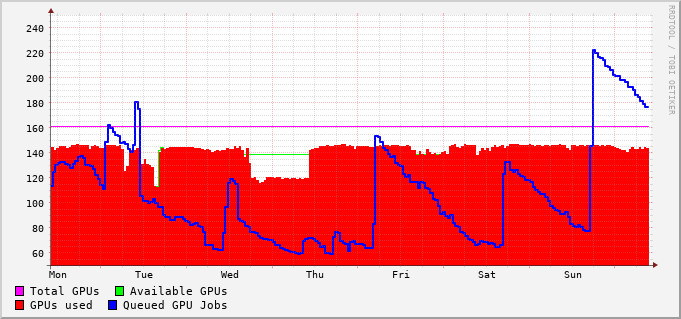 RRDTOOL / TOBI OETIKER
240
220
200
180
160
140
120
100
80
60
Mon Tue Wed Thu Fri Sat Sun
Total GPUs Available GPUs
GPUs used Queued GPU Jobs